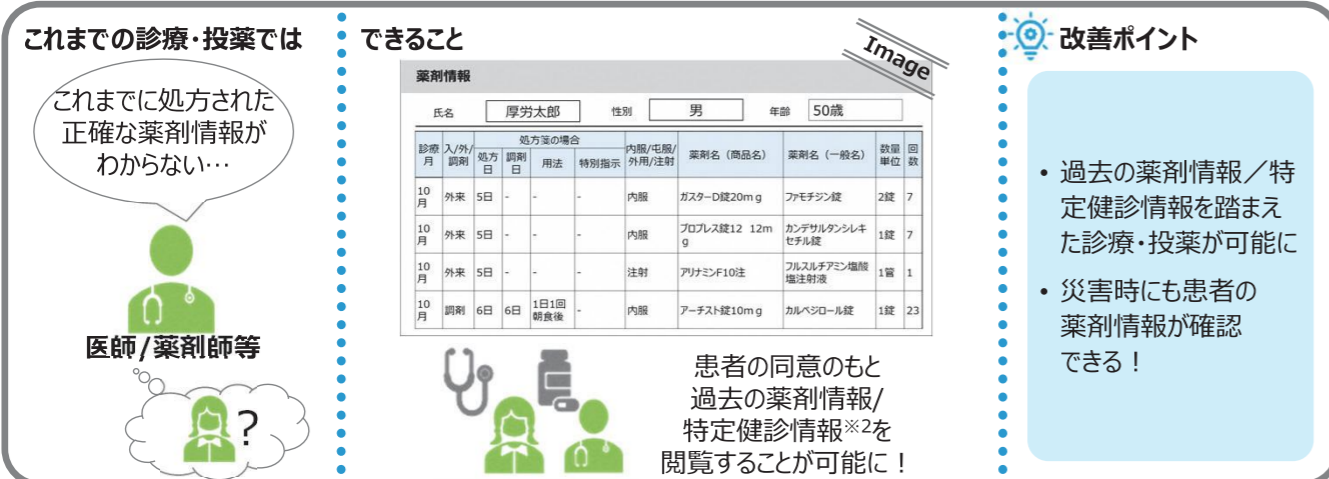 これまでの診療・投薬では
これまでに処方された
正確な薬剤情報が
わからない…
医師/薬剤師等
?
できること
Image
薬剤情報
氏名 厚労太郎 性別 男 年齢 50歳
診療月 入/外/調剤 処方箋の場合 処方日 調剤日 用法 特別指示 内服/屯服/外用/注射 薬剤名（商品名） 薬剤名（一般名） 数量単位 回数
10月 外来 5日 - - - 内服 ガスターD錠20mg ファモチジン錠 2錠 7
10月 外来 5日 - - - 内服 ブロプレス錠12 12mg カンデサルタンシレキセチル錠 1錠 7
10月 外来 5日 - - - 注射 アリナミンF10注 フルスルチアミン塩酸塩注射液 1管 1
10月 調剤 6日 6日 1日1回朝食後 - 内服 アーチスト錠10mg カルベジロール錠 1錠 23
患者の同意のもと
過去の薬剤情報/
特定健診情報※2を
閲覧することが可能に！
改善ポイント
• 過去の薬剤情報／特
定健診情報を踏まえ
た診療・投薬が可能に
• 災害時にも患者の
薬剤情報が確認
できる！